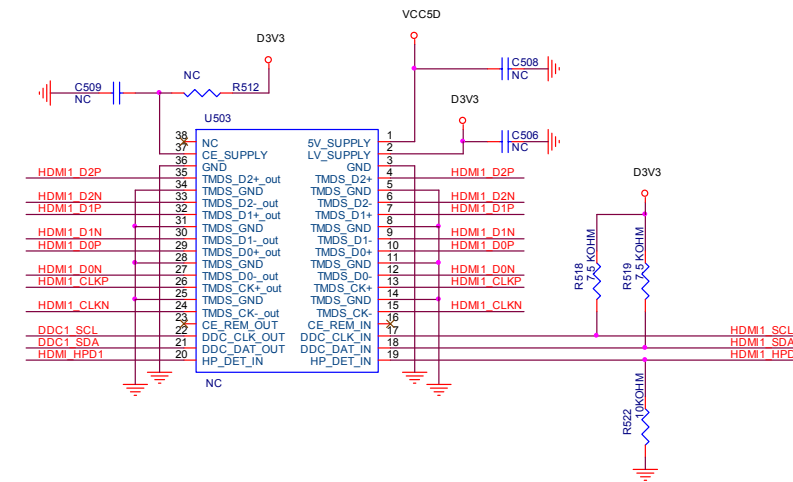 VCC5D
D3V3
C508
NC
NC
C509
NC
R512
D3V3
C506
NC
U503
38 NC 5V_SUPPLY 1
37 CE_SUPPLY LV_SUPPLY 2
36 GND GND 3
HDMI1_D2P 35 TMDS_D2+_out TMDS_D2+ 4 HDMI1_D2P
34 TMDS_GND TMDS_GND 5
HDMI1_D2N 33 TMDS_D2-_out TMDS_D2- 6 HDMI1_D2N
HDMI1_D1P 32 TMDS_D1+_out TMDS_D1+ 7 HDMI1_D1P
31 TMDS_GND TMDS_GND 8
HDMI1_D1N 30 TMDS_D1-_out TMDS_D1- 9 HDMI1_D1N
HDMI1_D0P 29 TMDS_D0+_out TMDS_D0+ 10 HDMI1_D0P
28 TMDS_GND TMDS_GND 11
HDMI1_D0N 27 TMDS_D0-_out TMDS_D0- 12 HDMI1_D0N
HDMI1_CLKP 26 TMDS_CK+_out TMDS_CK+ 13 HDMI1_CLKP
25 TMDS_GND TMDS_GND 14
HDMI1_CLKN 24 TMDS_CK-_out TMDS_CK- 15 HDMI1_CLKN
23 CE_REM_OUT CE_REM_IN 16
DDC1_SCL 22 DDC_CLK_OUT DDC_CLK_IN 17 HDMI1_SCL
DDC1_SDA 21 DDC_DAT_OUT DDC_DAT_IN 18 HDMI1_SDA
HDMI_HPD1 20 HP_DET_IN HP_DET_IN 19 HDMI1_HPD
NC
D3V3
R518
7.5 KOHM
R519
7.5 KOHM
R522
10KOHM